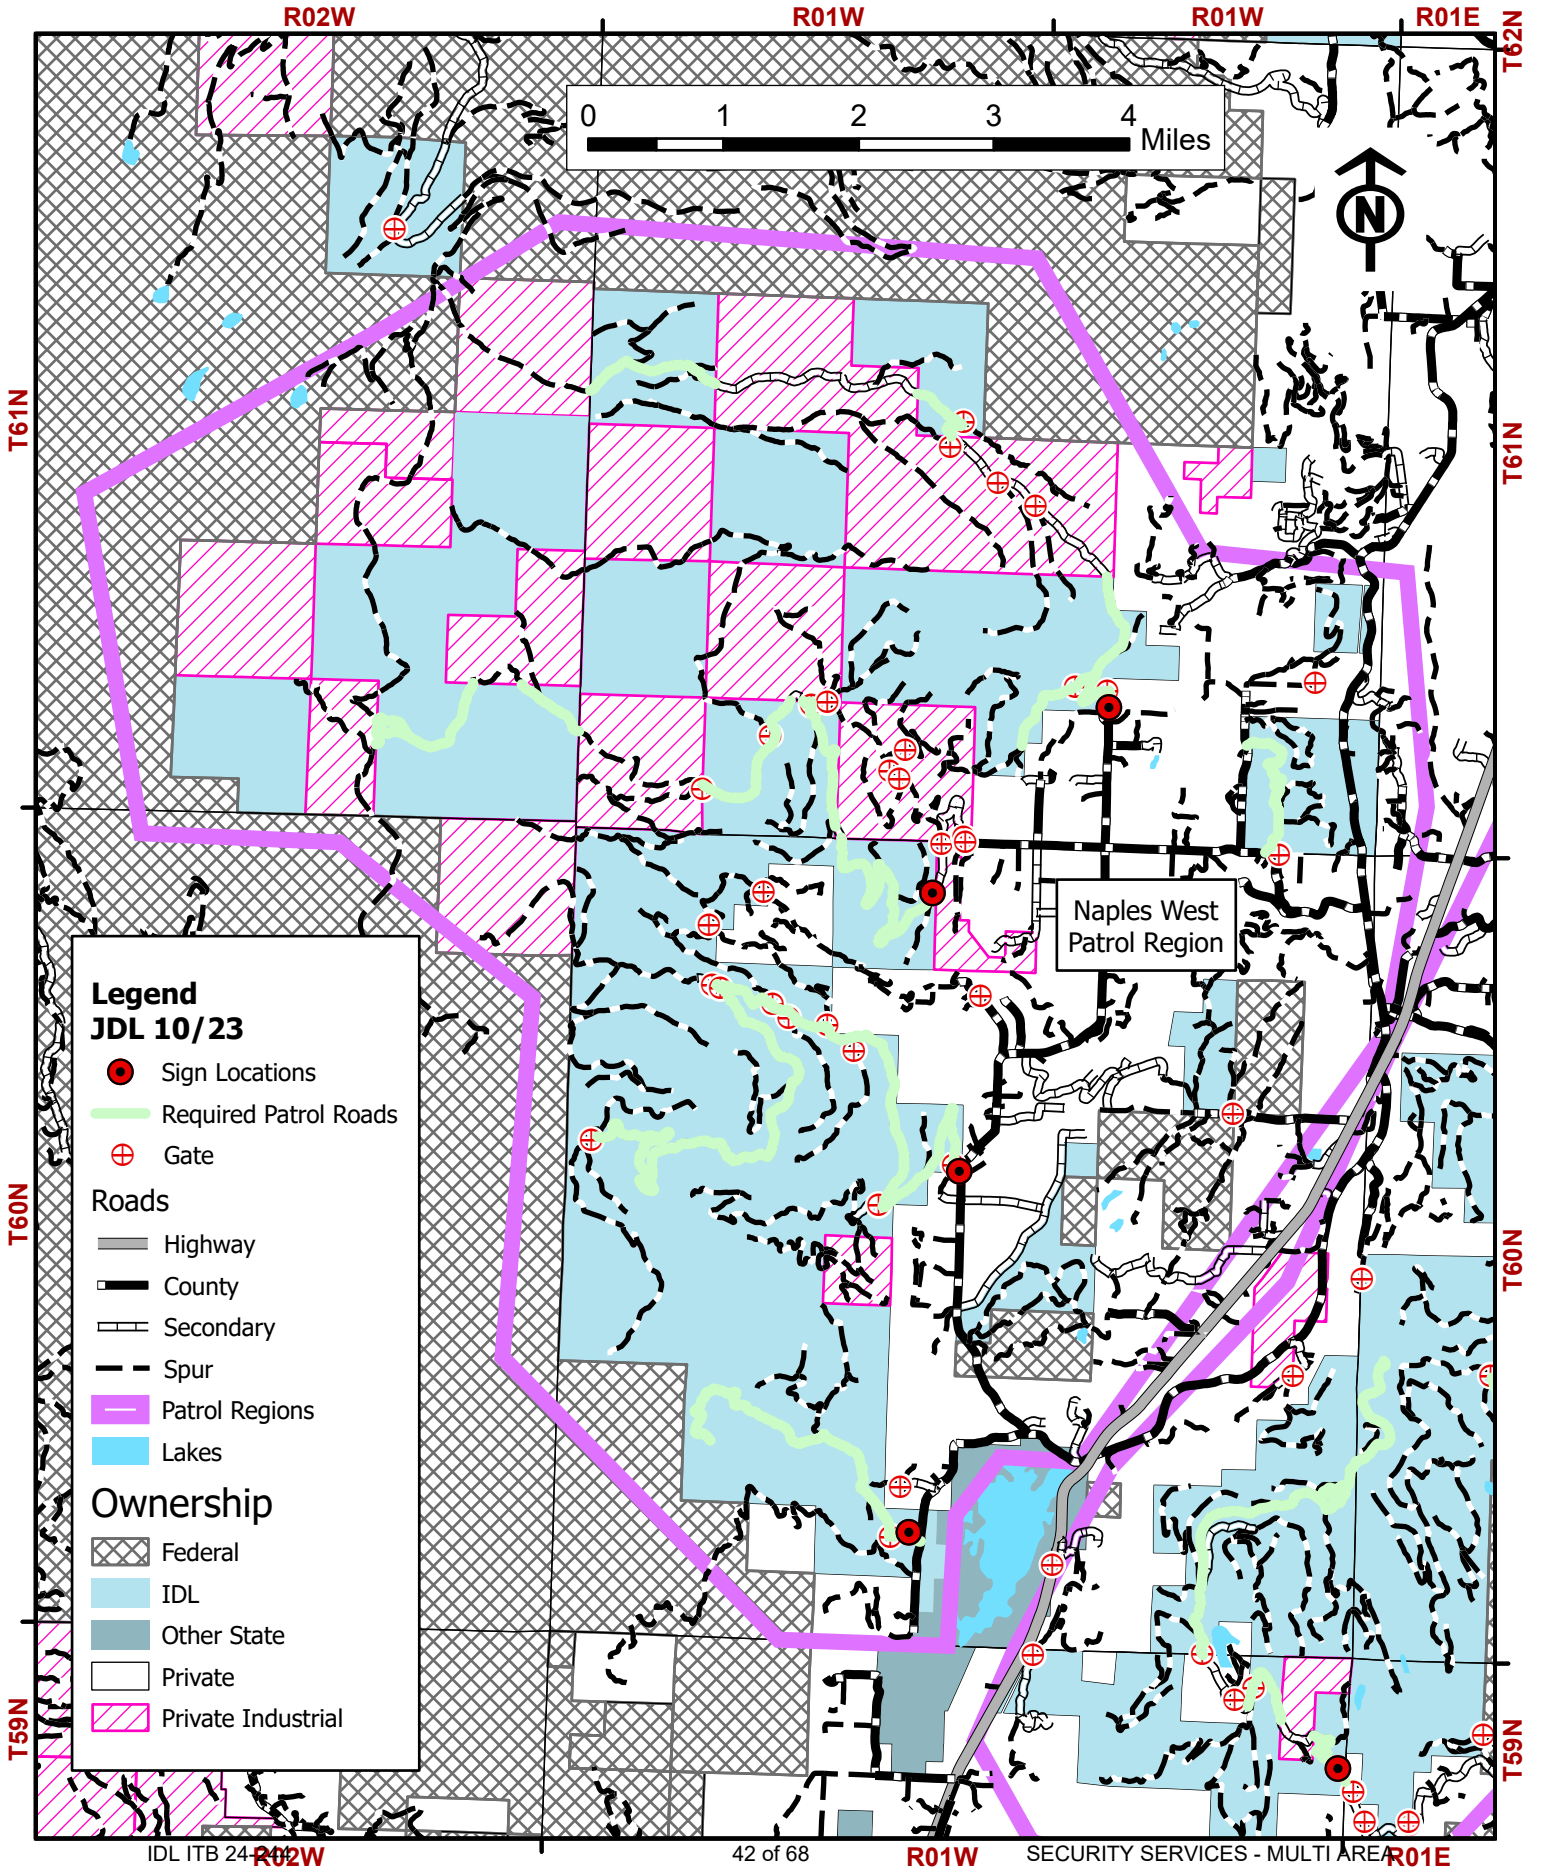 R02W R01W R01W R01E
T62N
0 1 2 3 4
Miles
N
T61N T61N
Naples West
Patrol Region
Legend
JDL 10/23
Sign Locations
Required Patrol Roads
Gate
Roads
Highway
County
Secondary
Spur
Patrol Regions
Lakes
Ownership
Federal
IDL
Other State
Private
Private Industrial
T60N T60N
T59N T59N
R02W R01W R01E
IDL ITB 24-244 42 of 68 SECURITY SERVICES - MULTI AREA